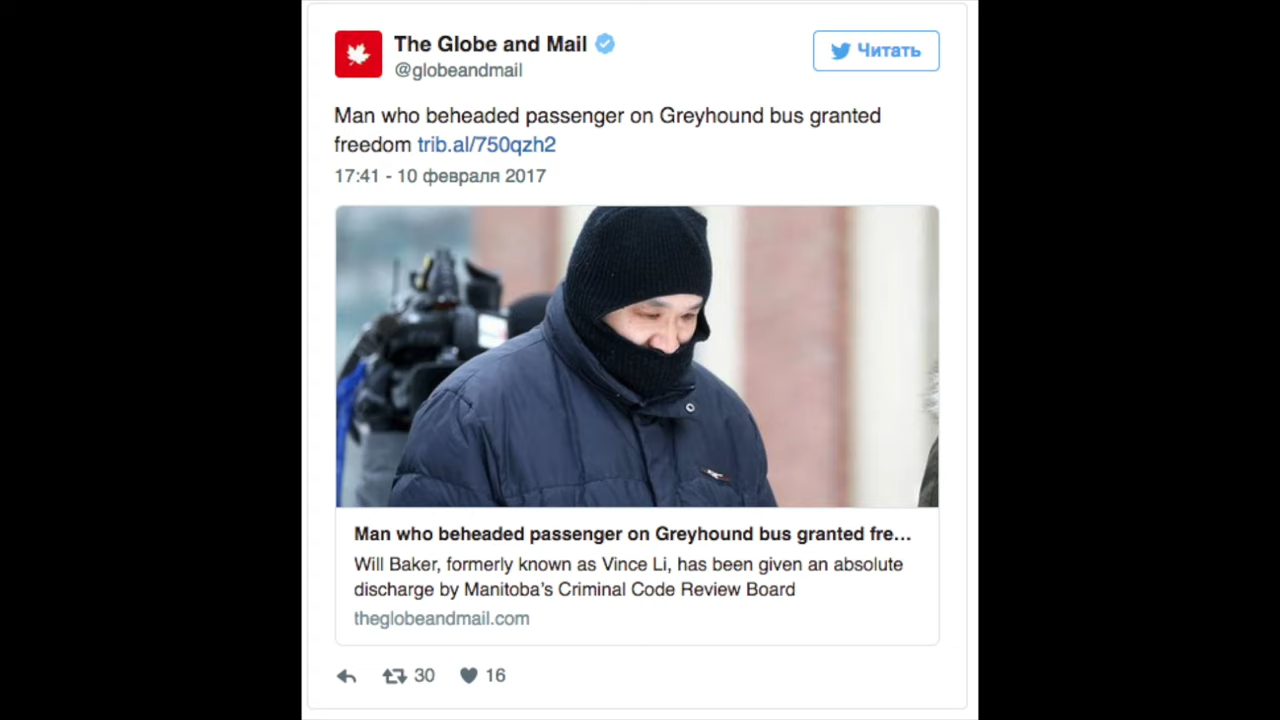 The Globe and Mail
@globeandmail
Читать
Man who beheaded passenger on Greyhound bus granted
freedom trib.al/750qzh2
17:41 - 10 февраля 2017
Man who beheaded passenger on Greyhound bus granted fre...
Will Baker, formerly known as Vince Li, has been given an absolute
discharge by Manitoba’s Criminal Code Review Board
theglobeandmail.com
30 16